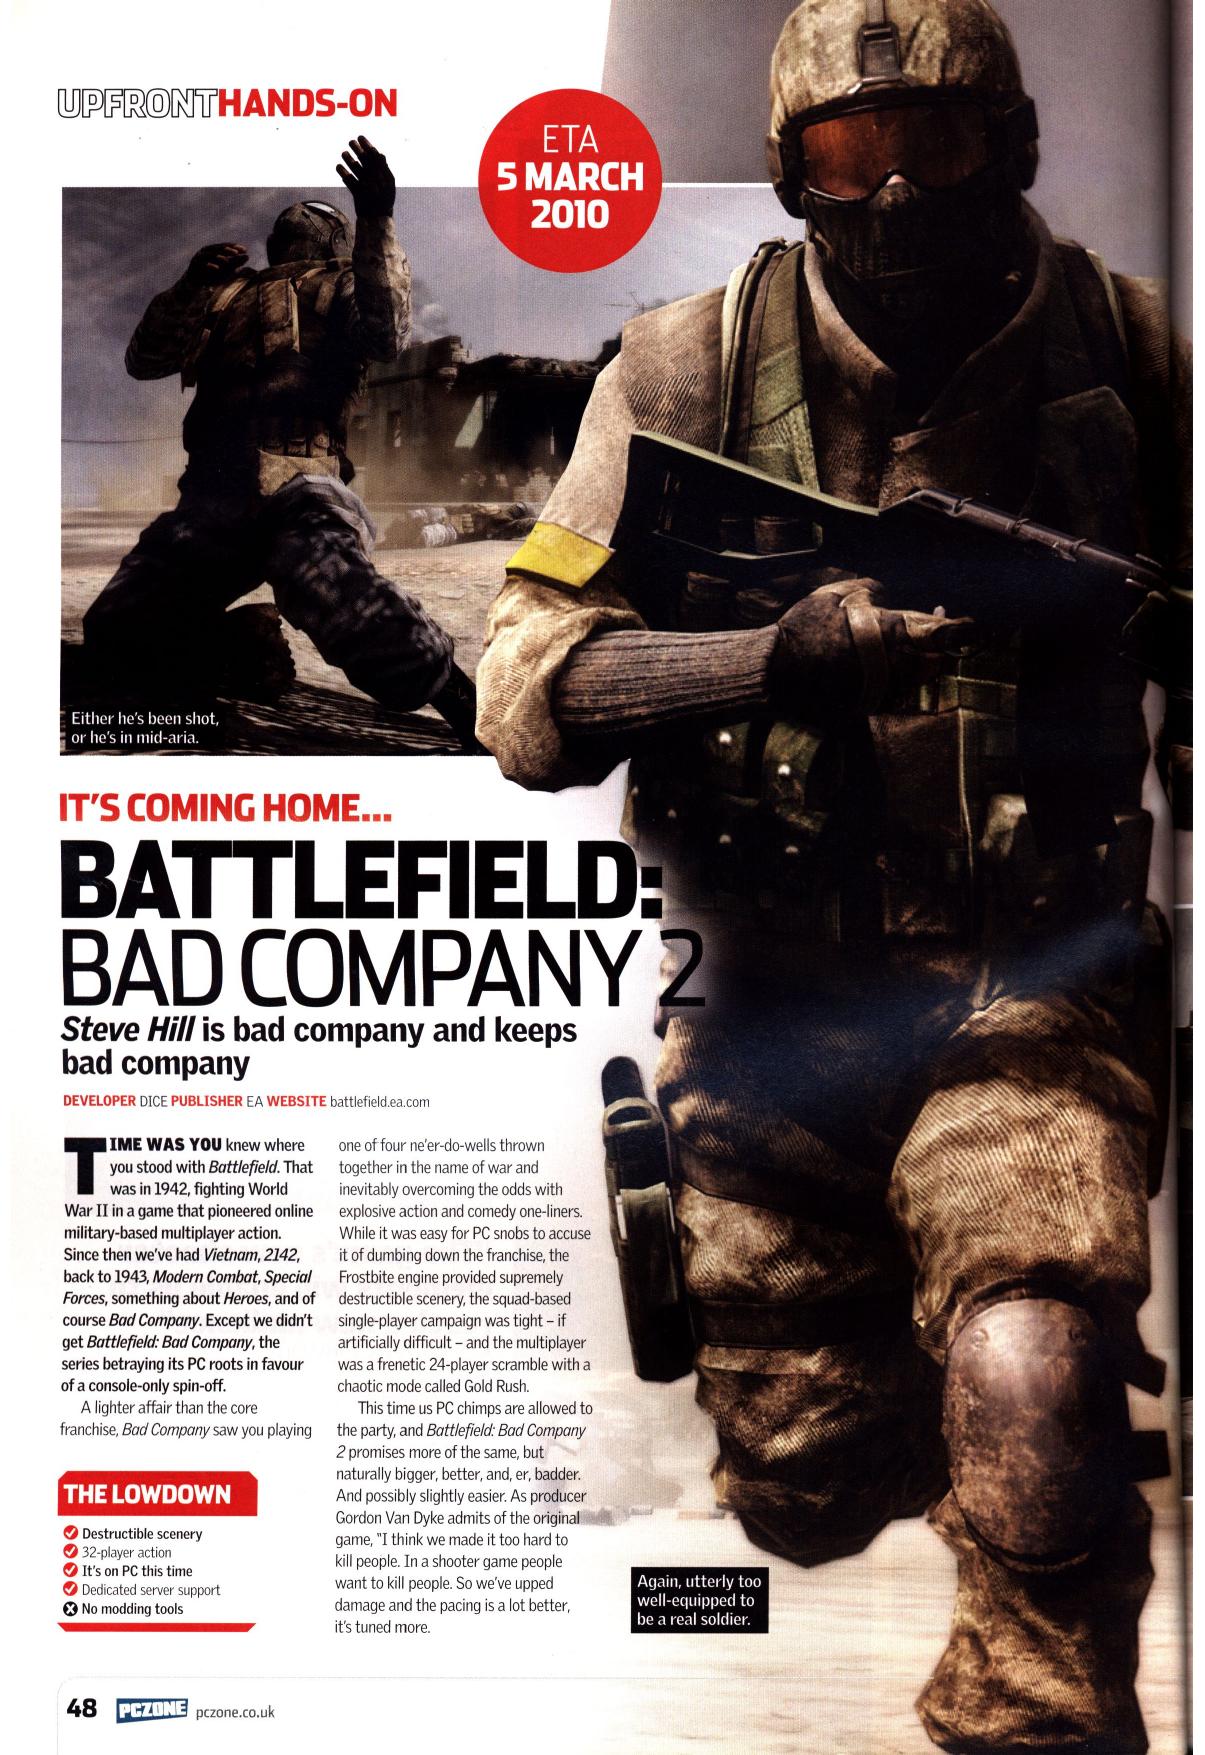 UPFRONTHANDS-ON
ETA
5 MARCH
2010
Either he's been shot,
or he's in mid-aria.
IT'S COMING HOME...
BATTLEFIELD:
BAD COMPANY 2
Steve Hill is bad company and keeps
bad company
DEVELOPER DICE PUBLISHER EA WEBSITE battlefield.ea.com
TIME WAS YOU knew where
you stood with Battlefield. That
was in 1942, fighting World
War II in a game that pioneered online
military-based multiplayer action.
Since then we've had Vietnam, 2142,
back to 1943, Modern Combat, Special
Forces, something about Heroes, and of
course Bad Company. Except we didn't
get Battlefield: Bad Company, the
series betraying its PC roots in favour
of a console-only spin-off.
A lighter affair than the core
franchise, Bad Company saw you playing
one of four ne'er-do-wells thrown
together in the name of war and
inevitably overcoming the odds with
explosive action and comedy one-liners.
While it was easy for PC snobs to accuse
it of dumbing down the franchise, the
Frostbite engine provided supremely
destructible scenery, the squad-based
single-player campaign was tight – if
artificially difficult – and the multiplayer
was a frenetic 24-player scramble with a
chaotic mode called Gold Rush.
This time us PC chimps are allowed to
the party, and Battlefield: Bad Company
2 promises more of the same, but
naturally bigger, better, and, er, badder.
And possibly slightly easier. As producer
Gordon Van Dyke admits of the original
game, "I think we made it too hard to
kill people. In a shooter game people
want to kill people. So we've upped
damage and the pacing is a lot better,
it's tuned more.
THE LOWDOWN
Destructible scenery
32-player action
It's on PC this time
Dedicated server support
No modding tools
Again, utterly too
well-equipped to
be a real soldier.
48 PCZONE pczone.co.uk